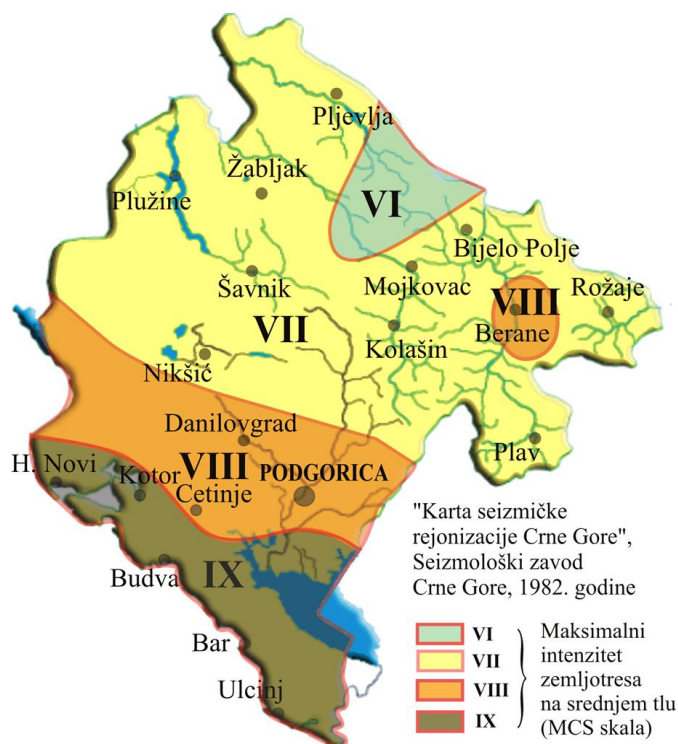 Pljevlja
Žabljak
Plužine
VI
Bijelo Polje
Šavnik
Mojkovac
VIII
Rožaje
VII
Kolašin
Berane
Nikšić
Danilovgrad
Plav
H. Novi
Kotor
VIII
PODGORICA
Cetinje
IX
Budva
Bar
Ulcinj
"Karta seizmičke
rejonizacije Crne Gore",
Seizmološki zavod
Crne Gore, 1982. godine
VI
VII
VIII
IX
Maksimalni
intenzitet
zemljotresa
na srednjem tlu
(MCS skala)